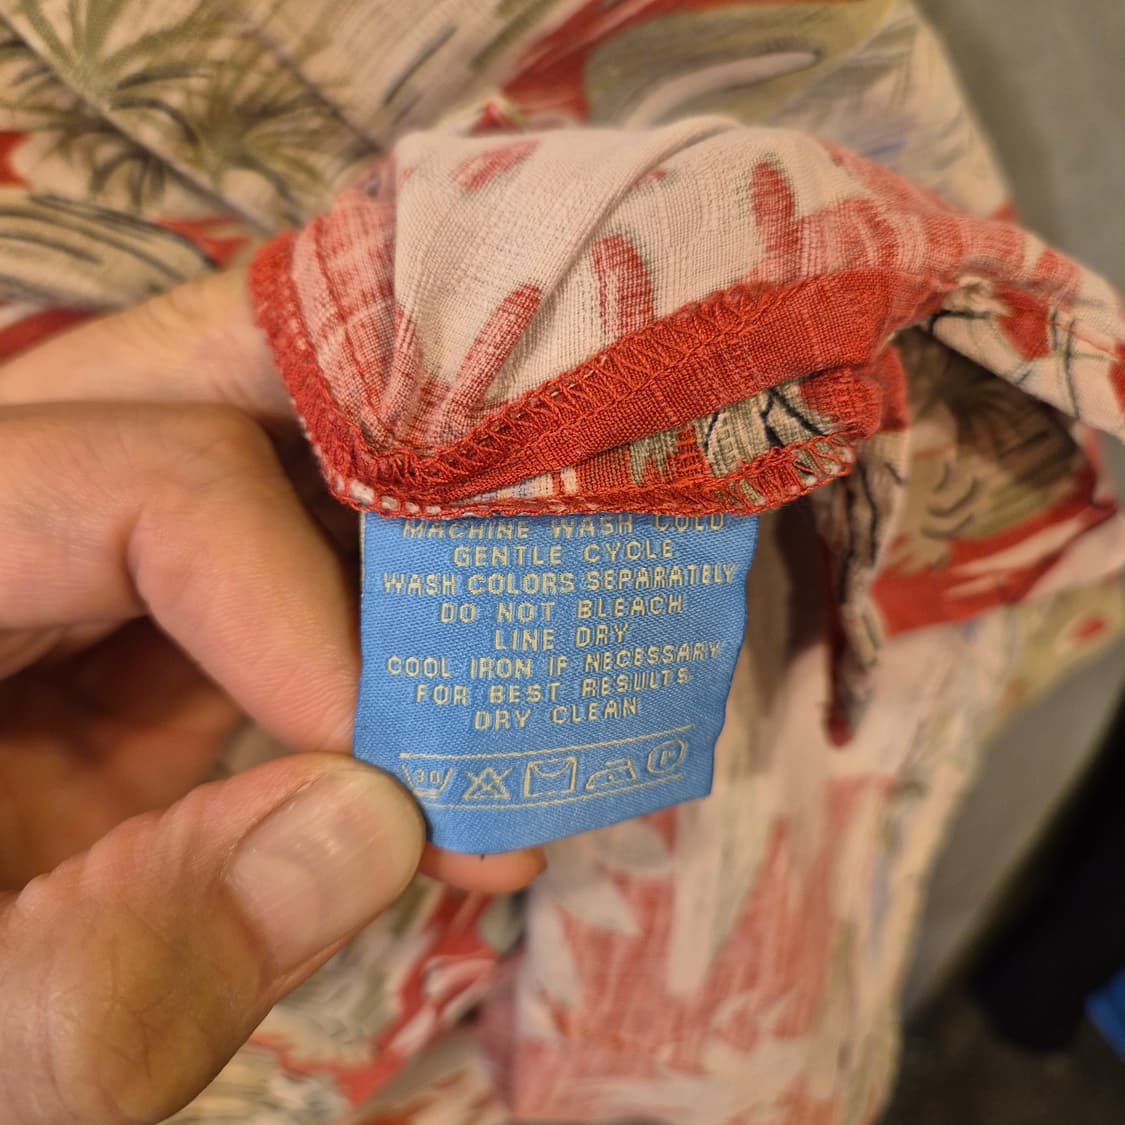 MACHINE WASH COLD
GENTLE CYCLE
WASH COLORS SEPARATELY
DO NOT BLEACH
LINE DRY
COOL IRON IF NECESSARY
FOR BEST RESULTS
DRY CLEAN
30 P